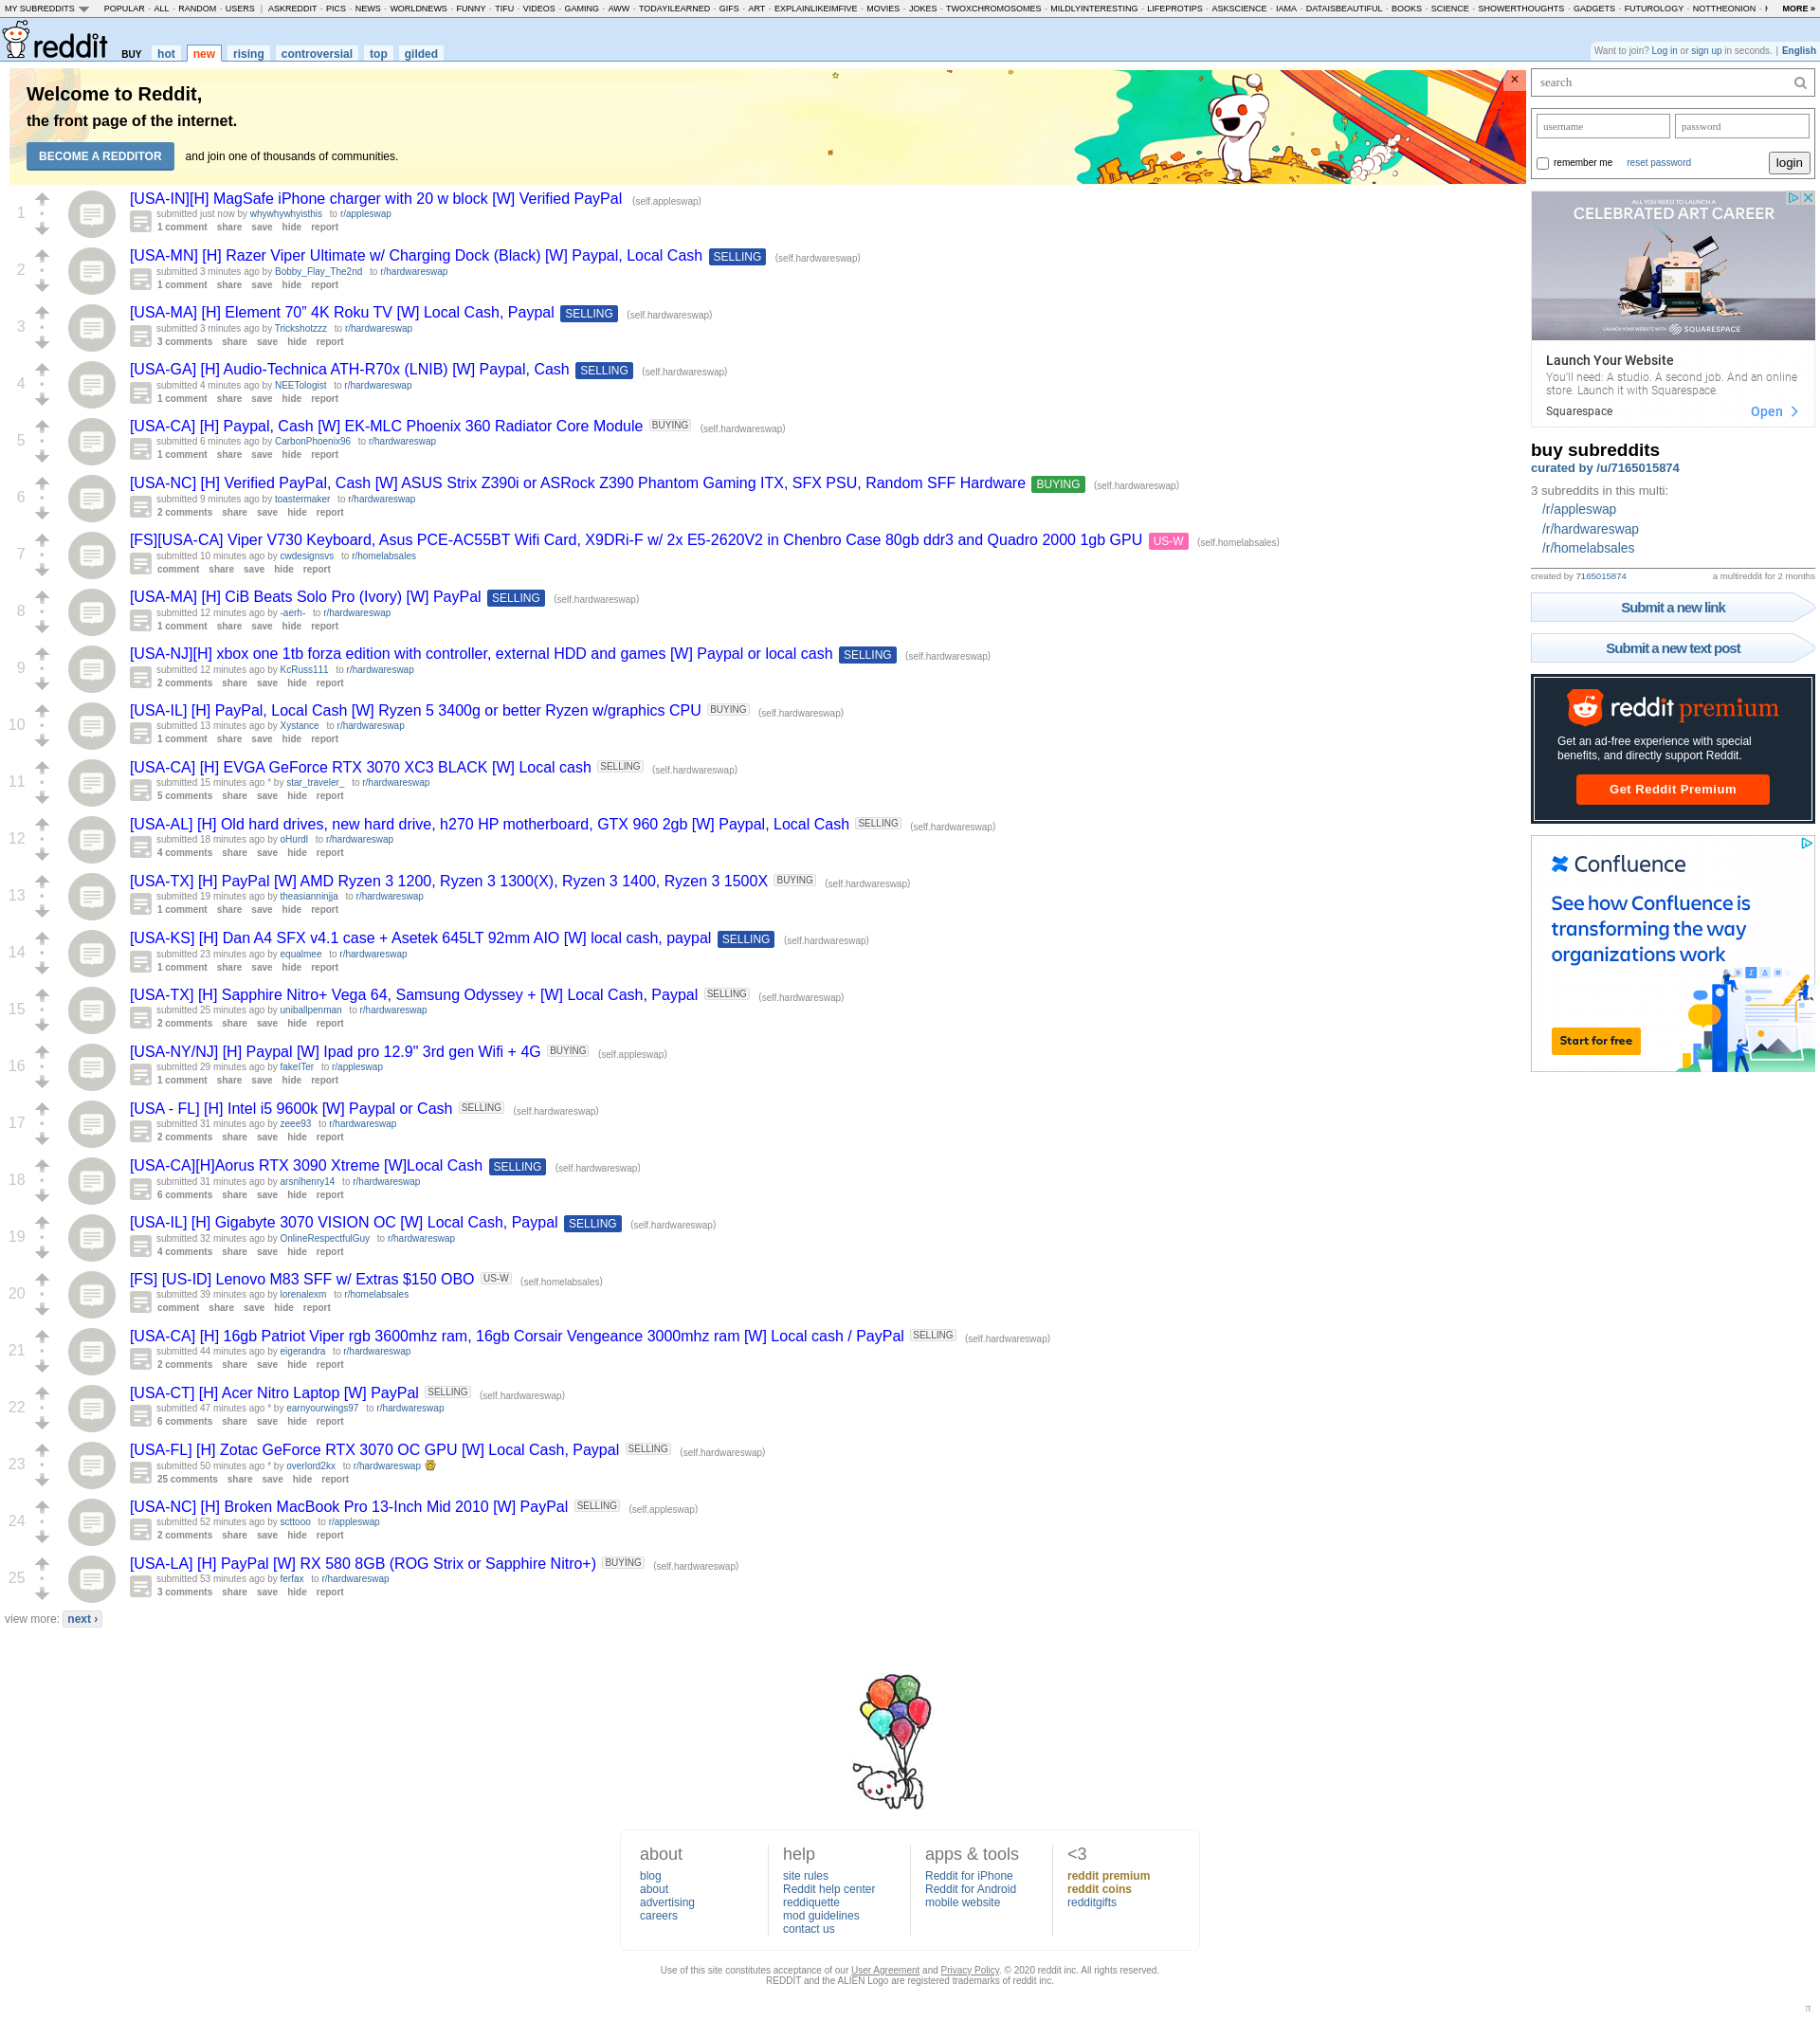 MY SUBREDDITS POPULAR - ALL - RANDOM - USERS | ASKREDDIT - PICS - NEWS - WORLDNEWS - FUNNY - TIFU - VIDEOS - GAMING - AWW - TODAYILEARNED - GIFS - ART - EXPLAINLIKEIMFIVE - MOVIES - JOKES - TWOXCHROMOSOMES - MILDLYINTERESTING - LIFEPROTIPS - ASKSCIENCE - IAMA - DATAISBEAUTIFUL - BOOKS - SCIENCE - SHOWERTHOUGHTS - GADGETS - FUTUROLOGY - NOTTHEONION - MORE »
reddit BUY hot new rising controversial top gilded
Want to join? Log in or sign up in seconds. | English
Welcome to Reddit,
the front page of the internet.
BECOME A REDDITOR and join one of thousands of communities.
×
1
[USA-IN][H] MagSafe iPhone charger with 20 w block [W] Verified PayPal (self.appleswap)
submitted just now by whywhywhyisthis to r/appleswap
1 comment share save hide report
2
[USA-MN] [H] Razer Viper Ultimate w/ Charging Dock (Black) [W] Paypal, Local Cash SELLING (self.hardwareswap)
submitted 3 minutes ago by Bobby_Flay_The2nd to r/hardwareswap
1 comment share save hide report
3
[USA-MA] [H] Element 70” 4K Roku TV [W] Local Cash, Paypal SELLING (self.hardwareswap)
submitted 3 minutes ago by Trickshotzzz to r/hardwareswap
3 comments share save hide report
4
[USA-GA] [H] Audio-Technica ATH-R70x (LNIB) [W] Paypal, Cash SELLING (self.hardwareswap)
submitted 4 minutes ago by NEETologist to r/hardwareswap
1 comment share save hide report
5
[USA-CA] [H] Paypal, Cash [W] EK-MLC Phoenix 360 Radiator Core Module BUYING (self.hardwareswap)
submitted 6 minutes ago by CarbonPhoenix96 to r/hardwareswap
1 comment share save hide report
6
[USA-NC] [H] Verified PayPal, Cash [W] ASUS Strix Z390i or ASRock Z390 Phantom Gaming ITX, SFX PSU, Random SFF Hardware BUYING (self.hardwareswap)
submitted 9 minutes ago by toastermaker to r/hardwareswap
2 comments share save hide report
7
[FS][USA-CA] Viper V730 Keyboard, Asus PCE-AC55BT Wifi Card, X9DRi-F w/ 2x E5-2620V2 in Chenbro Case 80gb ddr3 and Quadro 2000 1gb GPU US-W (self.homelabsales)
submitted 10 minutes ago by cwdesignsvs to r/homelabsales
comment share save hide report
8
[USA-MA] [H] CiB Beats Solo Pro (Ivory) [W] PayPal SELLING (self.hardwareswap)
submitted 12 minutes ago by -aerh- to r/hardwareswap
1 comment share save hide report
9
[USA-NJ][H] xbox one 1tb forza edition with controller, external HDD and games [W] Paypal or local cash SELLING (self.hardwareswap)
submitted 12 minutes ago by KcRuss111 to r/hardwareswap
2 comments share save hide report
10
[USA-IL] [H] PayPal, Local Cash [W] Ryzen 5 3400g or better Ryzen w/graphics CPU BUYING (self.hardwareswap)
submitted 13 minutes ago by Xystance to r/hardwareswap
1 comment share save hide report
11
[USA-CA] [H] EVGA GeForce RTX 3070 XC3 BLACK [W] Local cash SELLING (self.hardwareswap)
submitted 15 minutes ago * by star_traveler_ to r/hardwareswap
5 comments share save hide report
12
[USA-AL] [H] Old hard drives, new hard drive, h270 HP motherboard, GTX 960 2gb [W] Paypal, Local Cash SELLING (self.hardwareswap)
submitted 18 minutes ago by oHurdl to r/hardwareswap
4 comments share save hide report
13
[USA-TX] [H] PayPal [W] AMD Ryzen 3 1200, Ryzen 3 1300(X), Ryzen 3 1400, Ryzen 3 1500X BUYING (self.hardwareswap)
submitted 19 minutes ago by theasianninjja to r/hardwareswap
1 comment share save hide report
14
[USA-KS] [H] Dan A4 SFX v4.1 case + Asetek 645LT 92mm AIO [W] local cash, paypal SELLING (self.hardwareswap)
submitted 23 minutes ago by equalmee to r/hardwareswap
1 comment share save hide report
15
[USA-TX] [H] Sapphire Nitro+ Vega 64, Samsung Odyssey + [W] Local Cash, Paypal SELLING (self.hardwareswap)
submitted 25 minutes ago by uniballpenman to r/hardwareswap
2 comments share save hide report
16
[USA-NY/NJ] [H] Paypal [W] Ipad pro 12.9" 3rd gen Wifi + 4G BUYING (self.appleswap)
submitted 29 minutes ago by fakeITer to r/appleswap
1 comment share save hide report
17
[USA - FL] [H] Intel i5 9600k [W] Paypal or Cash SELLING (self.hardwareswap)
submitted 31 minutes ago by zeee93 to r/hardwareswap
2 comments share save hide report
18
[USA-CA][H]Aorus RTX 3090 Xtreme [W]Local Cash SELLING (self.hardwareswap)
submitted 31 minutes ago by arsnlhenry14 to r/hardwareswap
6 comments share save hide report
19
[USA-IL] [H] Gigabyte 3070 VISION OC [W] Local Cash, Paypal SELLING (self.hardwareswap)
submitted 32 minutes ago by OnlineRespectfulGuy to r/hardwareswap
4 comments share save hide report
20
[FS] [US-ID] Lenovo M83 SFF w/ Extras $150 OBO US-W (self.homelabsales)
submitted 39 minutes ago by lorenalexm to r/homelabsales
comment share save hide report
21
[USA-CA] [H] 16gb Patriot Viper rgb 3600mhz ram, 16gb Corsair Vengeance 3000mhz ram [W] Local cash / PayPal SELLING (self.hardwareswap)
submitted 44 minutes ago by eigerandra to r/hardwareswap
2 comments share save hide report
22
[USA-CT] [H] Acer Nitro Laptop [W] PayPal SELLING (self.hardwareswap)
submitted 47 minutes ago * by earnyourwings97 to r/hardwareswap
6 comments share save hide report
23
[USA-FL] [H] Zotac GeForce RTX 3070 OC GPU [W] Local Cash, Paypal SELLING (self.hardwareswap)
submitted 50 minutes ago * by overlord2kx to r/hardwareswap
25 comments share save hide report
24
[USA-NC] [H] Broken MacBook Pro 13-Inch Mid 2010 [W] PayPal SELLING (self.appleswap)
submitted 52 minutes ago by scttooo to r/appleswap
2 comments share save hide report
25
[USA-LA] [H] PayPal [W] RX 580 8GB (ROG Strix or Sapphire Nitro+) BUYING (self.hardwareswap)
submitted 53 minutes ago by ferfax to r/hardwareswap
3 comments share save hide report
view more: next ›
search
username password
remember me reset password login
ALL YOU NEED TO LAUNCH A
CELEBRATED ART CAREER
LAUNCH YOUR WEBSITE WITH SQUARESPACE
Launch Your Website
You'll need: A studio. A second job. And an online
store. Launch it with Squarespace.
Squarespace Open
buy subreddits
curated by /u/7165015874
3 subreddits in this multi:
/r/appleswap
/r/hardwareswap
/r/homelabsales
created by 7165015874 a multireddit for 2 months
Submit a new link
Submit a new text post
reddit premium
Get an ad-free experience with special
benefits, and directly support Reddit.
Get Reddit Premium
Confluence
See how Confluence is
transforming the way
organizations work
Start for free
about
blog
about
advertising
careers
help
site rules
Reddit help center
reddiquette
mod guidelines
contact us
apps & tools
Reddit for iPhone
Reddit for Android
mobile website
<3
reddit premium
reddit coins
redditgifts
Use of this site constitutes acceptance of our User Agreement and Privacy Policy. © 2020 reddit inc. All rights reserved.
REDDIT and the ALIEN Logo are registered trademarks of reddit inc.
π